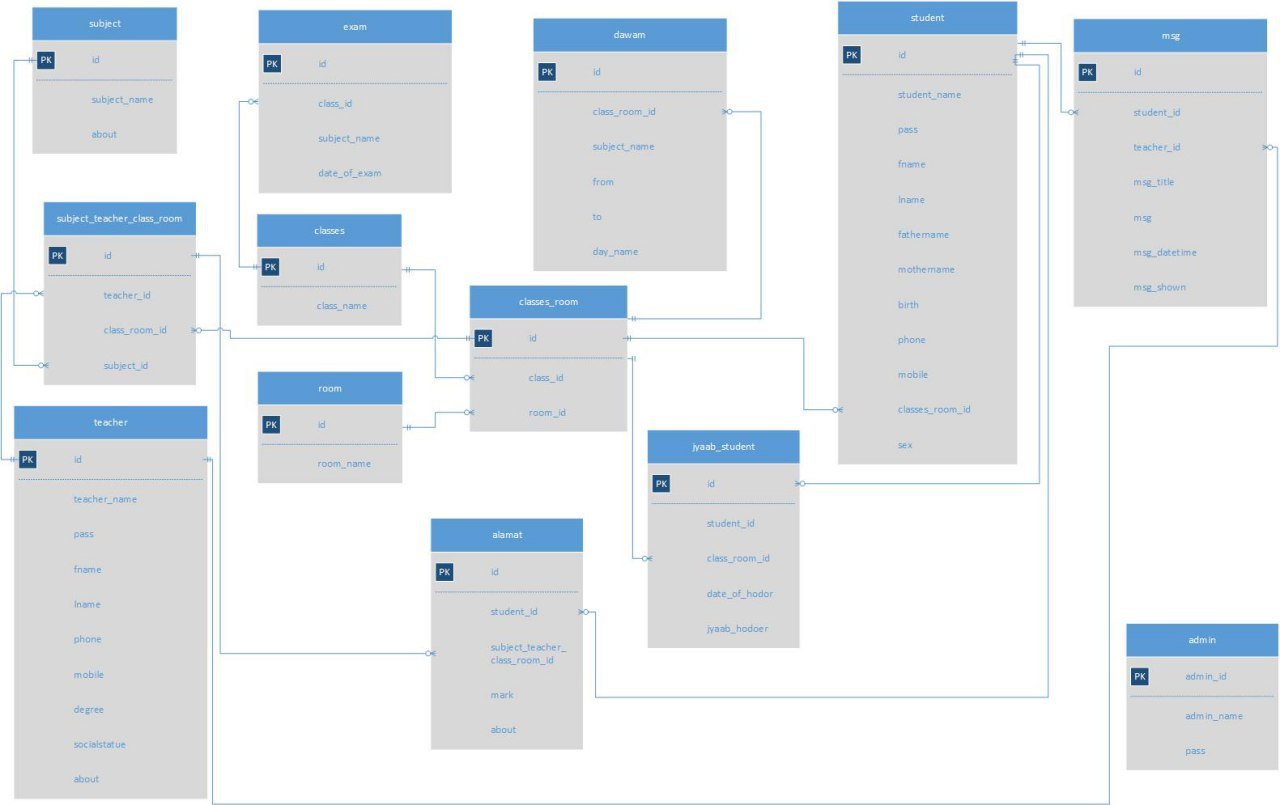 subject
PK id
subject_name
about
exam
PK id
class_id
subject_name
date_of_exam
dawam
PK id
class_room_id
subject_name
from
to
day_name
student
PK id
student_name
pass
fname
lname
fathername
mothername
birth
phone
mobile
classes_room_id
sex
msg
PK id
student_id
teacher_id
msg_title
msg
msg_datetime
msg_shown
subject_teacher_class_room
PK id
teacher_id
class_room_id
subject_id
classes
PK id
class_name
classes_room
PK id
class_id
room_id
room
PK id
room_name
teacher
PK id
teacher_name
pass
fname
lname
phone
mobile
degree
socialstatue
about
jyaab_student
PK id
student_id
class_room_id
date_of_hodor
jyaab_hodoer
alamat
PK id
student_id
subject_teacher_
class_room_id
mark
about
admin
PK admin_id
admin_name
pass